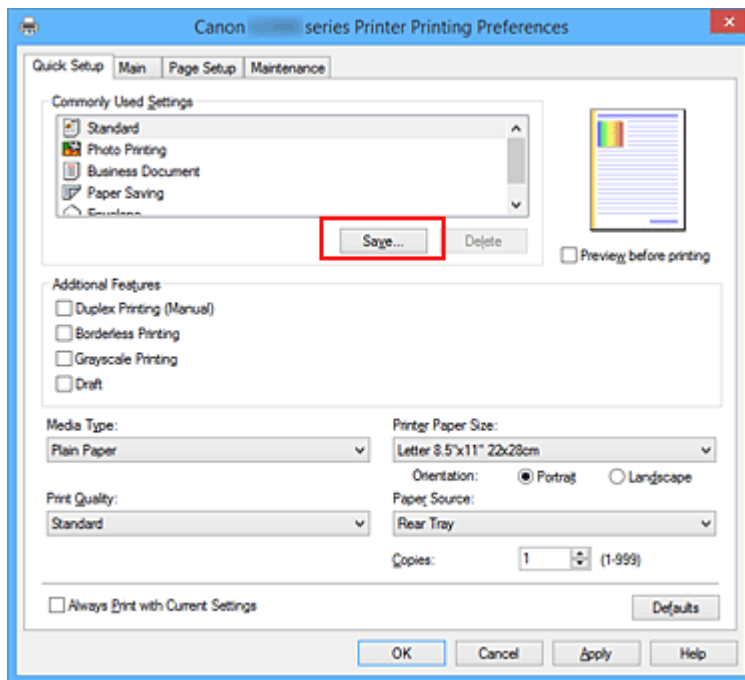 Canon series Printer Printing Preferences
Quick Setup Main Page Setup Maintenance
Commonly Used Settings
Standard
Photo Printing
Business Document
Paper Saving
Envelope
Save... Delete
Preview before printing
Additional Features
Duplex Printing (Manual)
Borderless Printing
Grayscale Printing
Draft
Media Type: Printer Paper Size:
Plain Paper Letter 8.5"x11" 22x28cm
Orientation: Portrait Landscape
Print Quality: Paper Source:
Standard Rear Tray
Copies: 1 (1-999)
Always Print with Current Settings Defaults
OK Cancel Apply Help